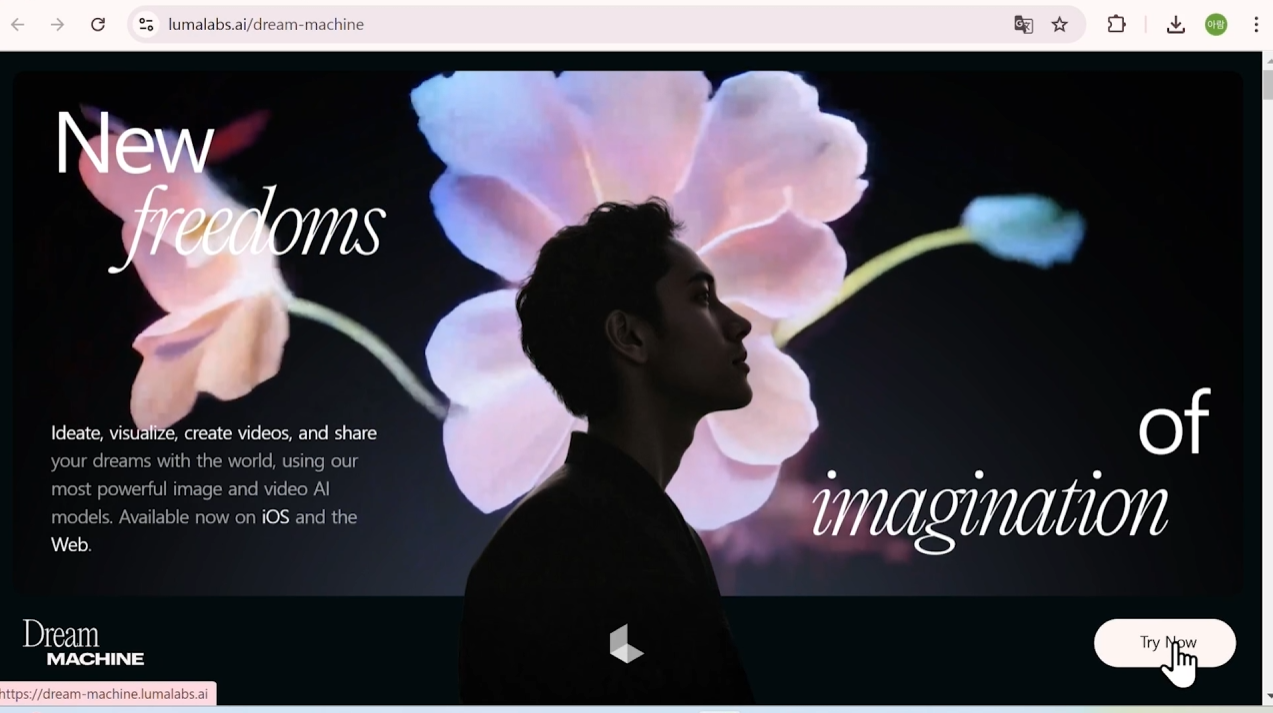 lumalabs.ai/dream-machine
아람
New
freedoms
Ideate, visualize, create videos, and share
your dreams with the world, using our
most powerful image and video AI
models. Available now on iOS and the
Web.
of
imagination
Dream
MACHINE
Try Now
https://dream-machine.lumalabs.ai